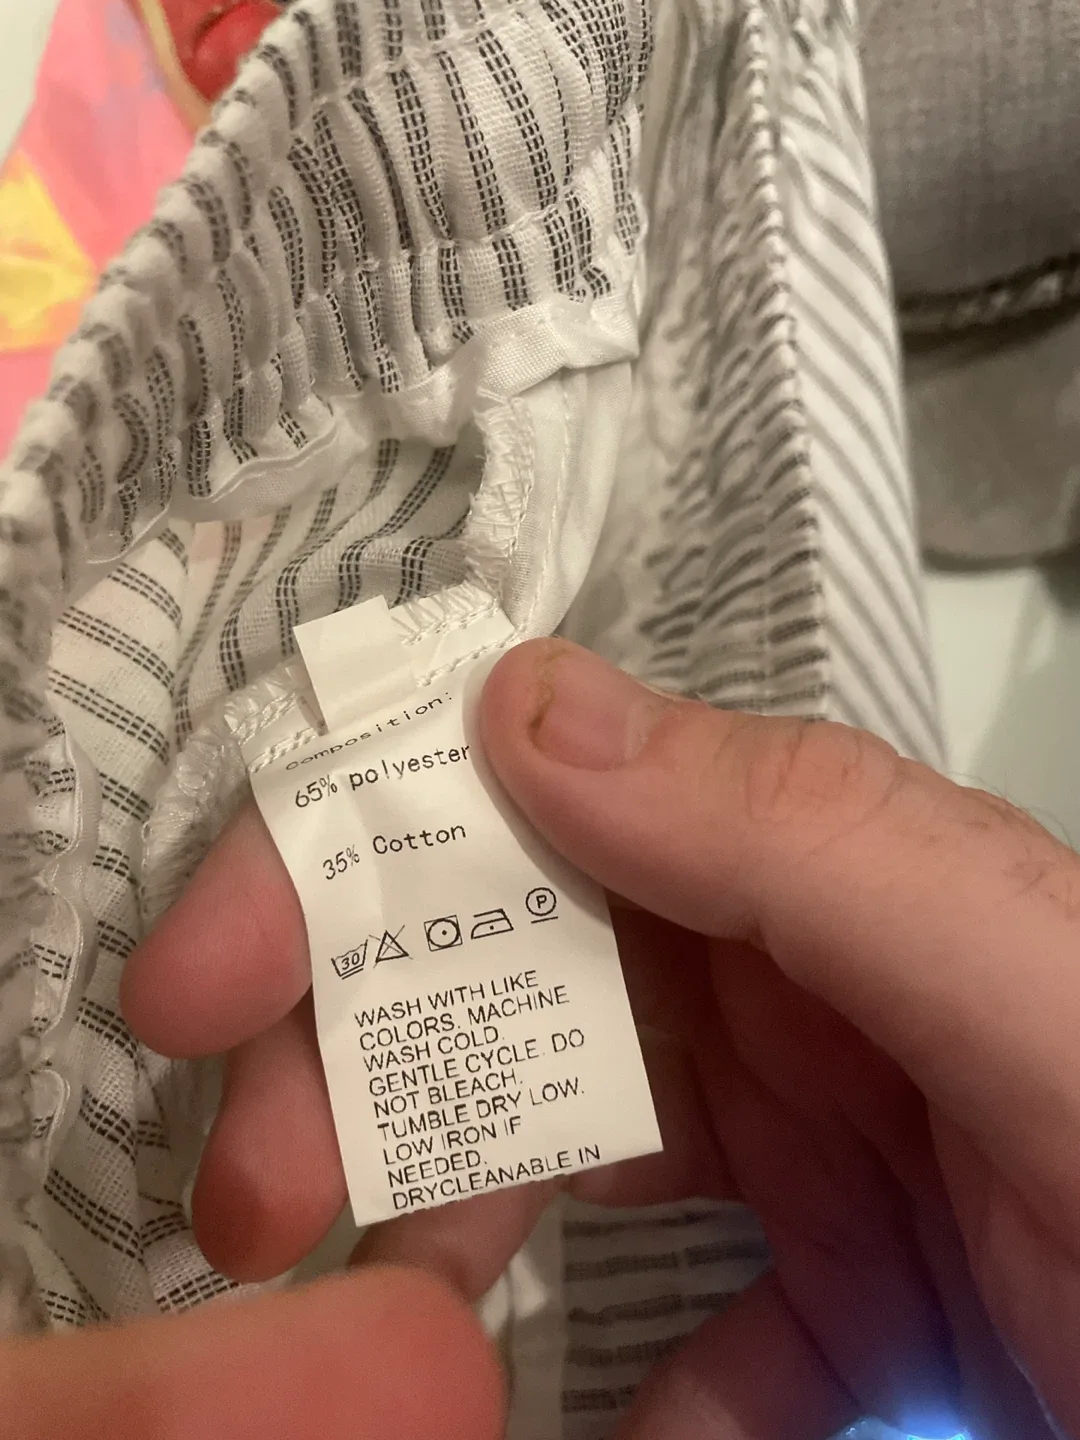 Composition:
65% polyester
35% Cotton
30 P
WASH WITH LIKE
COLORS. MACHINE
WASH COLD.
GENTLE CYCLE. DO
NOT BLEACH.
TUMBLE DRY LOW.
LOW IRON IF
NEEDED.
DRYCLEANABLE IN